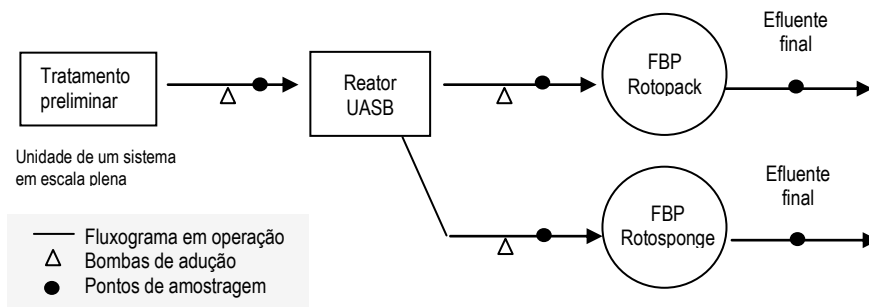 Tratamento
preliminar
Unidade de um sistema
em escala plena
Reator
UASB
FBP
Rotopack
Efluente
final
FBP
Rotosponge
Efluente
final
Fluxograma em operação
Bombas de adução
Pontos de amostragem